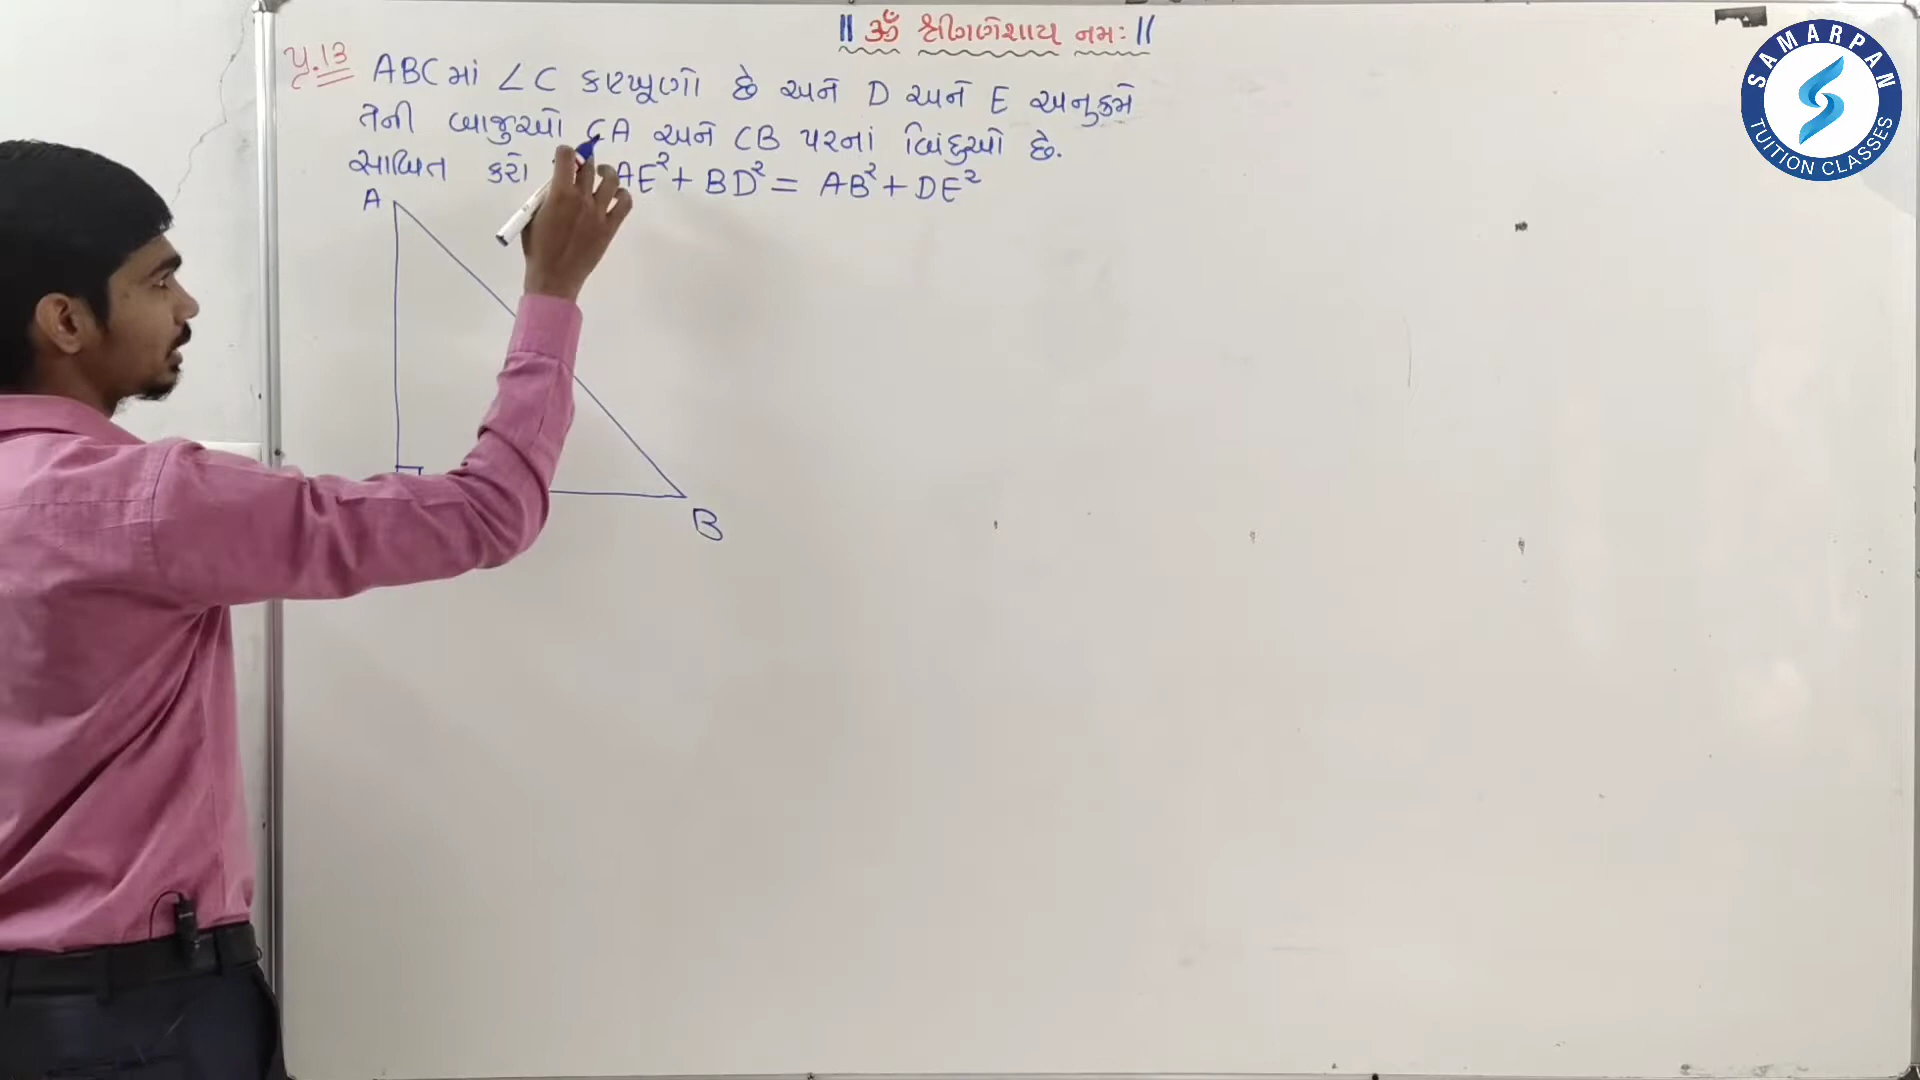 || ૐ શ્રીગણેશાય નમઃ ||
પ્ર.13 ABC માં ∠C કાટખૂણો છે અને D અને E અનુક્રમે
તેની બાજુઓ CA અને CB પરનાં બિંદુઓ છે.
સાબિત કરો AE² + BD² = AB² + DE²
A
B
SAMARPAN
TUITION CLASSES